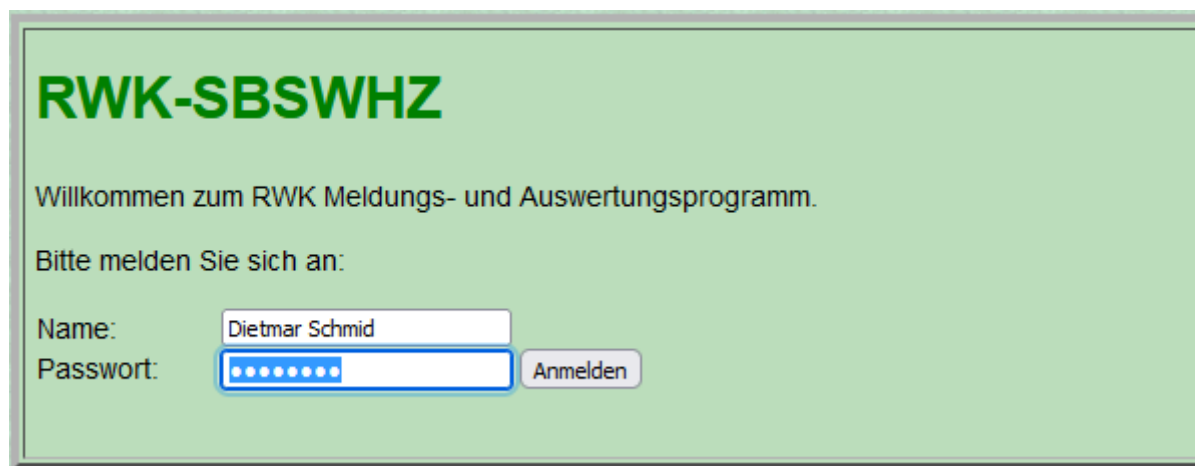 RWK-SBSWHZ
Willkommen zum RWK Meldungs- und Auswertungsprogramm.
Bitte melden Sie sich an:
Name: Dietmar Schmid
Passwort: •••••••• Anmelden